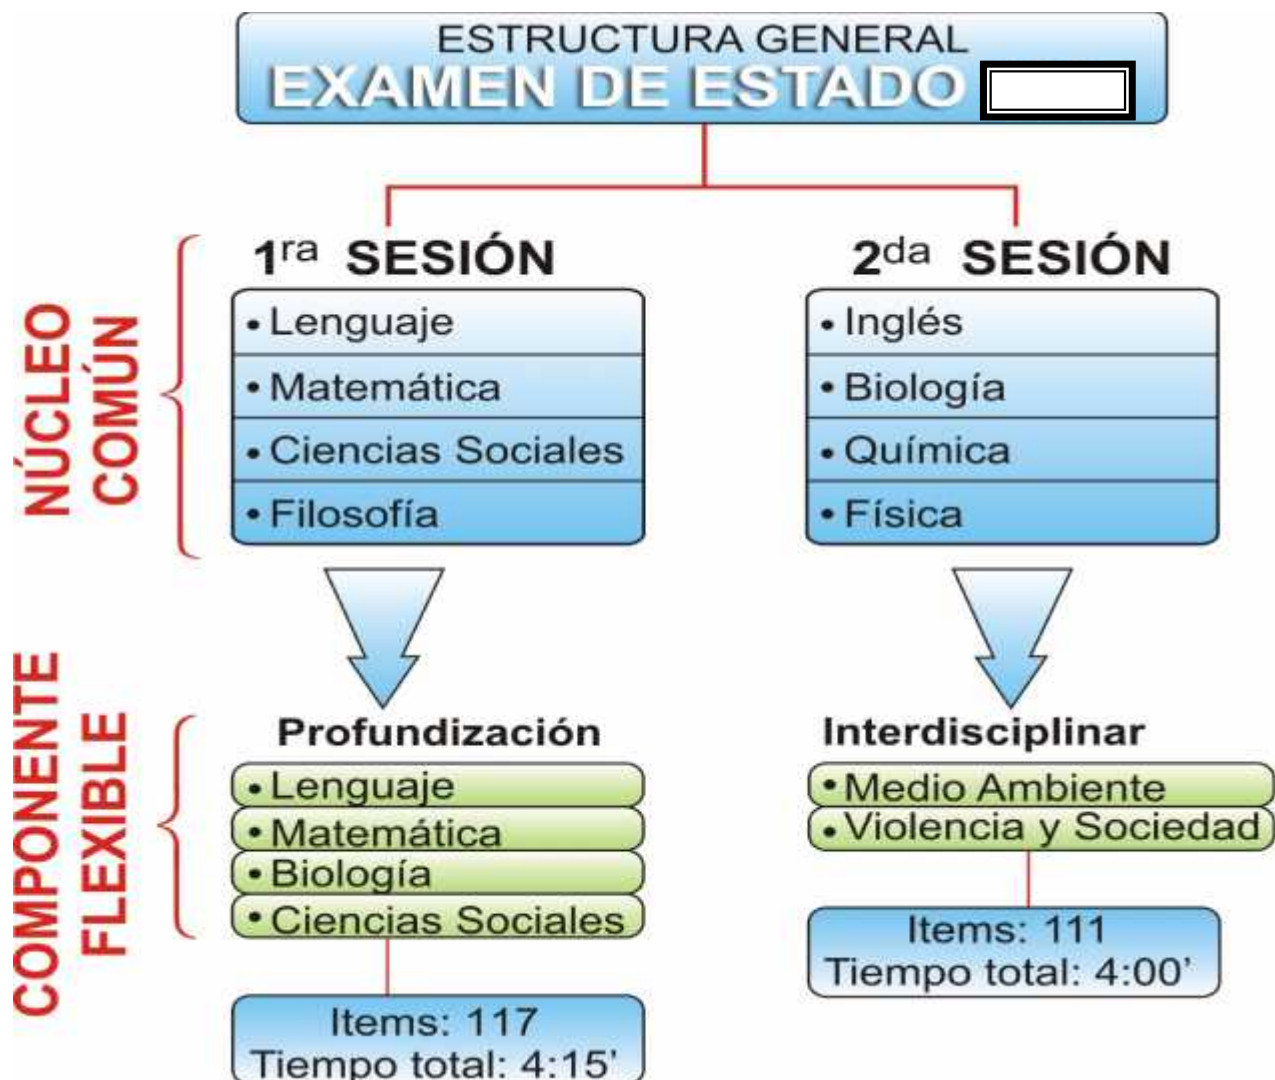 ESTRUCTURA GENERAL
EXAMEN DE ESTADO
NÚCLEO
COMÚN
1ra SESIÓN
• Lenguaje
• Matemática
• Ciencias Sociales
• Filosofía
2da SESIÓN
• Inglés
• Biología
• Química
• Física
COMPONENTE
FLEXIBLE
Profundización
• Lenguaje
• Matemática
• Biología
• Ciencias Sociales
Items: 117
Tiempo total: 4:15’
Interdisciplinar
• Medio Ambiente
• Violencia y Sociedad
Items: 111
Tiempo total: 4:00’